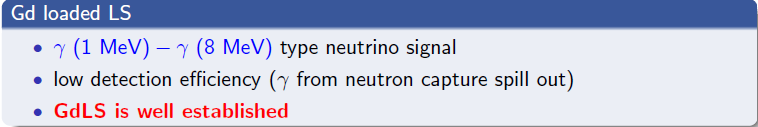 Gd loaded LS
• γ (1 MeV) – γ (8 MeV) type neutrino signal
• low detection efficiency (γ from neutron capture spill out)
• GdLS is well established